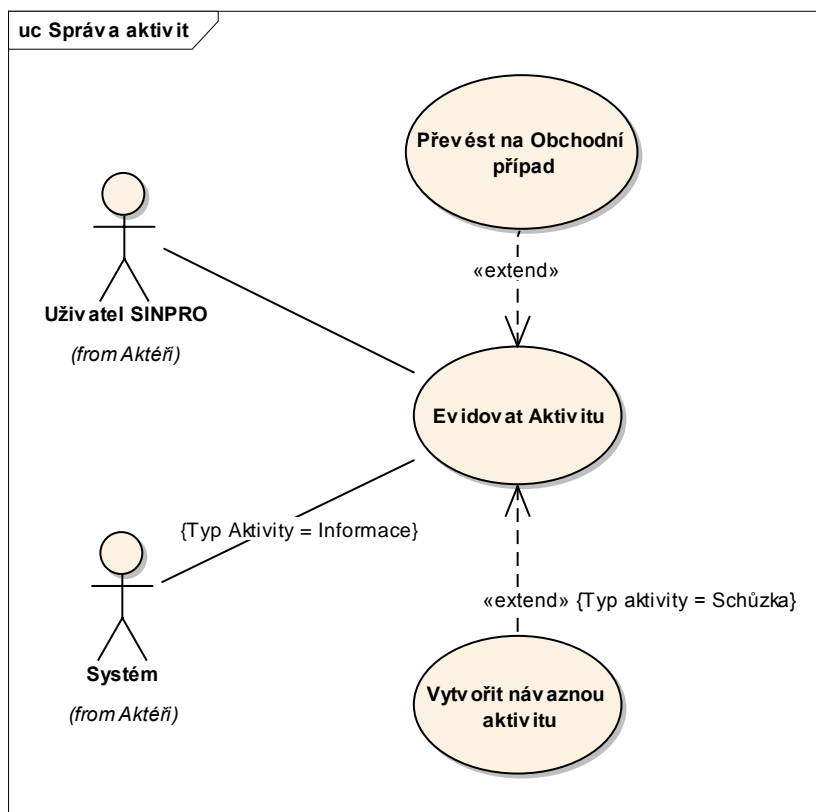 uc Správa aktivit
Převést na Obchodní
případ
«extend»
Uživatel SINPRO
(from Aktéři)
Evidovat Aktivitu
{Typ Aktivity = Informace}
Systém
(from Aktéři)
«extend» {Typ aktivity = Schůzka}
Vytvořit návaznou
aktivitu